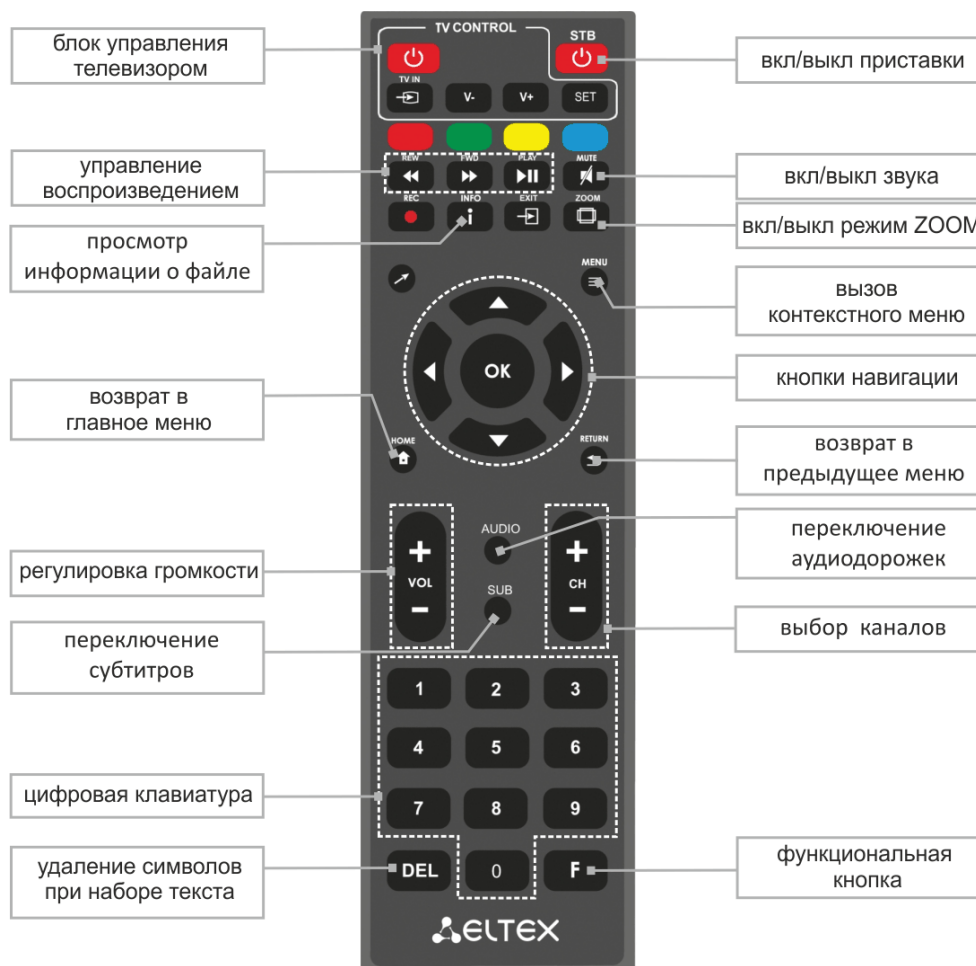 блок управления
телевизором
TV CONTROL
STB
вкл/выкл приставки
TV IN
V-
V+
SET
управление
воспроизведением
REW
FWD
PLAY
MUTE
вкл/выкл звука
REC
INFO
EXIT
ZOOM
вкл/выкл режим ZOOM
просмотр
информации о файле
MENU
вызов
контекстного меню
OK
кнопки навигации
возврат в
главное меню
HOME
RETURN
возврат в
предыдущее меню
AUDIO
переключение
аудиодорожек
регулировка громкости
+
VOL
−
SUB
+
CH
−
выбор каналов
переключение
субтитров
1 2 3
4 5 6
цифровая клавиатура
7 8 9
удаление символов
при наборе текста
DEL
0
F
функциональная
кнопка
ELTEX